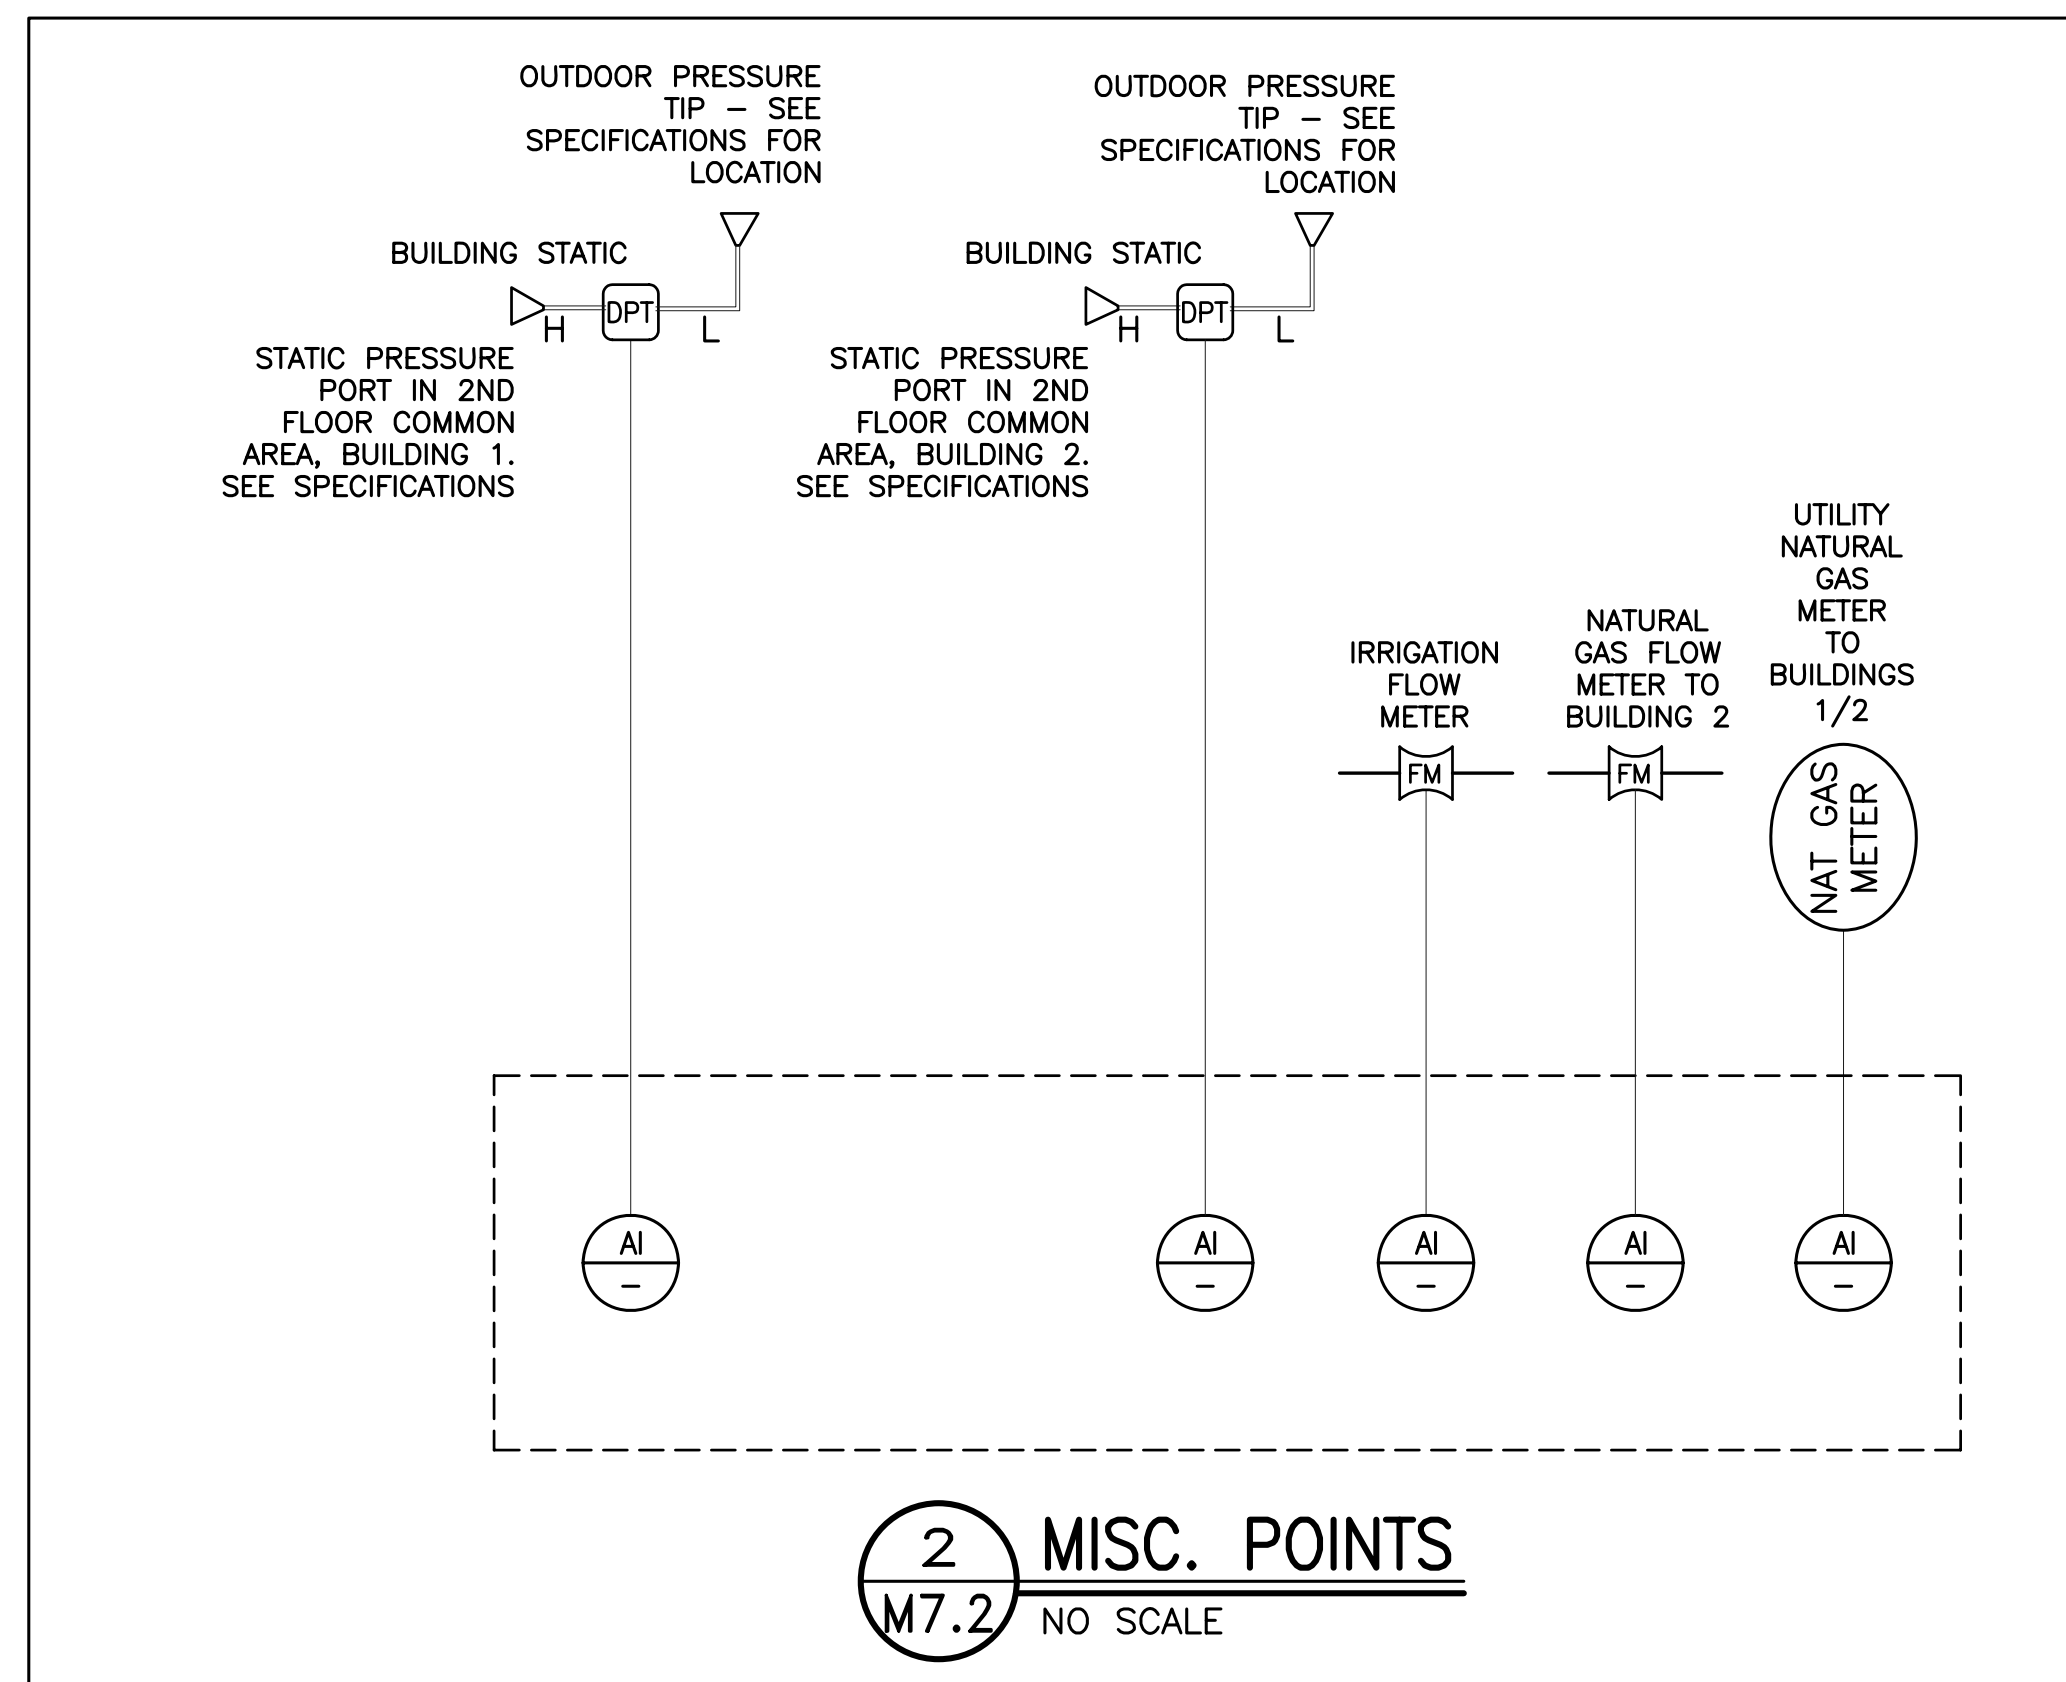 OUTDOOR PRESSURE
TIP – SEE
SPECIFICATIONS FOR
LOCATION
BUILDING STATIC
DPT
H
L
STATIC PRESSURE
PORT IN 2ND
FLOOR COMMON
AREA, BUILDING 1.
SEE SPECIFICATIONS
OUTDOOR PRESSURE
TIP – SEE
SPECIFICATIONS FOR
LOCATION
BUILDING STATIC
DPT
H
L
STATIC PRESSURE
PORT IN 2ND
FLOOR COMMON
AREA, BUILDING 2.
SEE SPECIFICATIONS
IRRIGATION
FLOW
METER
FM
NATURAL
GAS FLOW
METER TO
BUILDING 2
FM
UTILITY
NATURAL
GAS
METER
TO
BUILDINGS
1/2
NAT GAS
METER
AI
–
AI
–
AI
–
AI
–
AI
–
2
M7.2
MISC. POINTS
NO SCALE